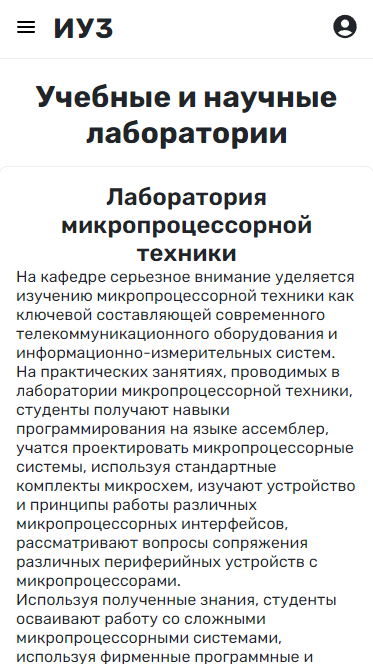 ИУ3
Учебные и научные
лаборатории
Лаборатория
микропроцессорной
техники
На кафедре серьезное внимание уделяется
изучению микропроцессорной техники как
ключевой составляющей современного
телекоммуникационного оборудования и
информационно-измерительных систем.
На практических занятиях, проводимых в
лаборатории микропроцессорной техники,
студенты получают навыки
программирования на языке ассемблер,
учатся проектировать микропроцессорные
системы, используя стандартные
комплекты микросхем, изучают устройство
и принципы работы различных
микропроцессорных интерфейсов,
рассматривают вопросы сопряжения
различных периферийных устройств с
микропроцессорами.
Используя полученные знания, студенты
осваивают работу со сложными
микропроцессорными системами,
используя фирменные программные и